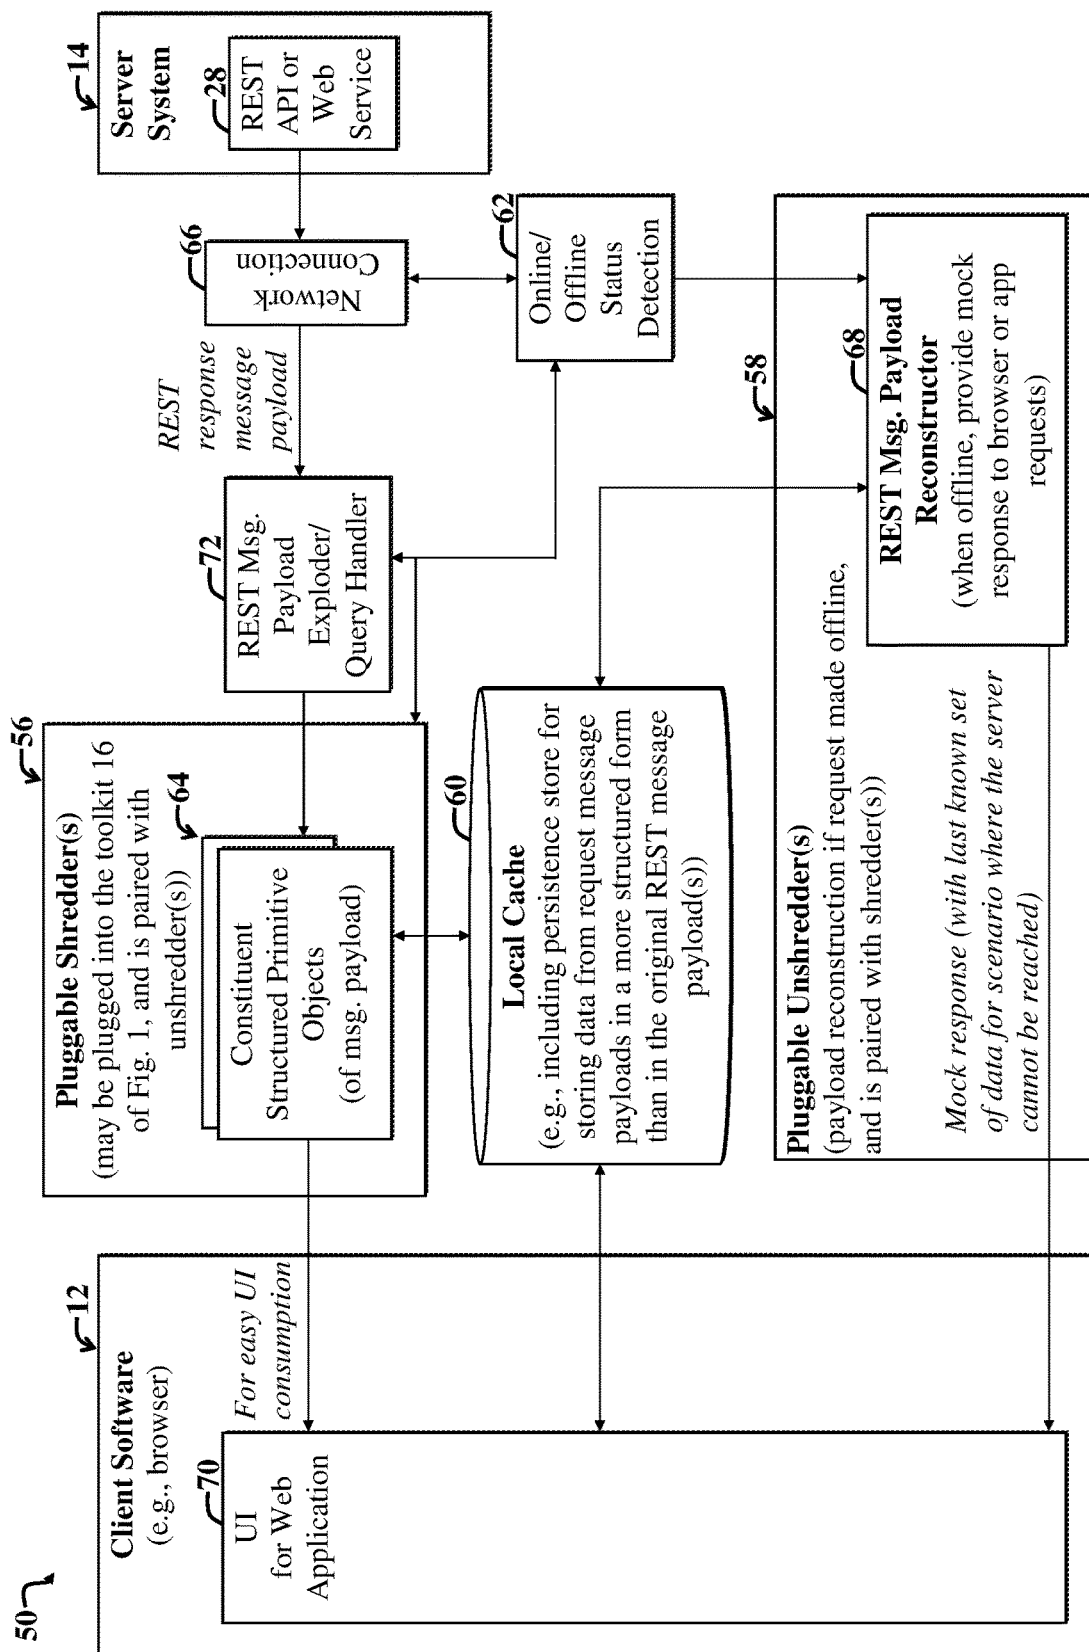 50
12
Client Software
(e.g., browser)
70
UI
for Web
Application
For easy UI
consumption
56
Pluggable Shredder(s)
(may be plugged into the toolkit 16
of Fig. 1, and is paired with
unshredder(s))
64
Constituent
Structured Primitive
Objects
(of msg. payload)
72
REST Msg.
Payload
Exploder/
Query Handler
REST
response
message
payload
66
Network
Connection
14
Server
System
28
REST
API or
Web
Service
60
Local Cache
(e.g., including persistence store for
storing data from request message
payloads in a more structured form
than in the original REST message
payload(s))
62
Online/
Offline
Status
Detection
58
Pluggable Unshredder(s)
(payload reconstruction if request made offline,
and is paired with shredder(s))
Mock response (with last known set
of data for scenario where the server
cannot be reached)
68
REST Msg. Payload
Reconstructor
(when offline, provide mock
response to browser or app
requests)